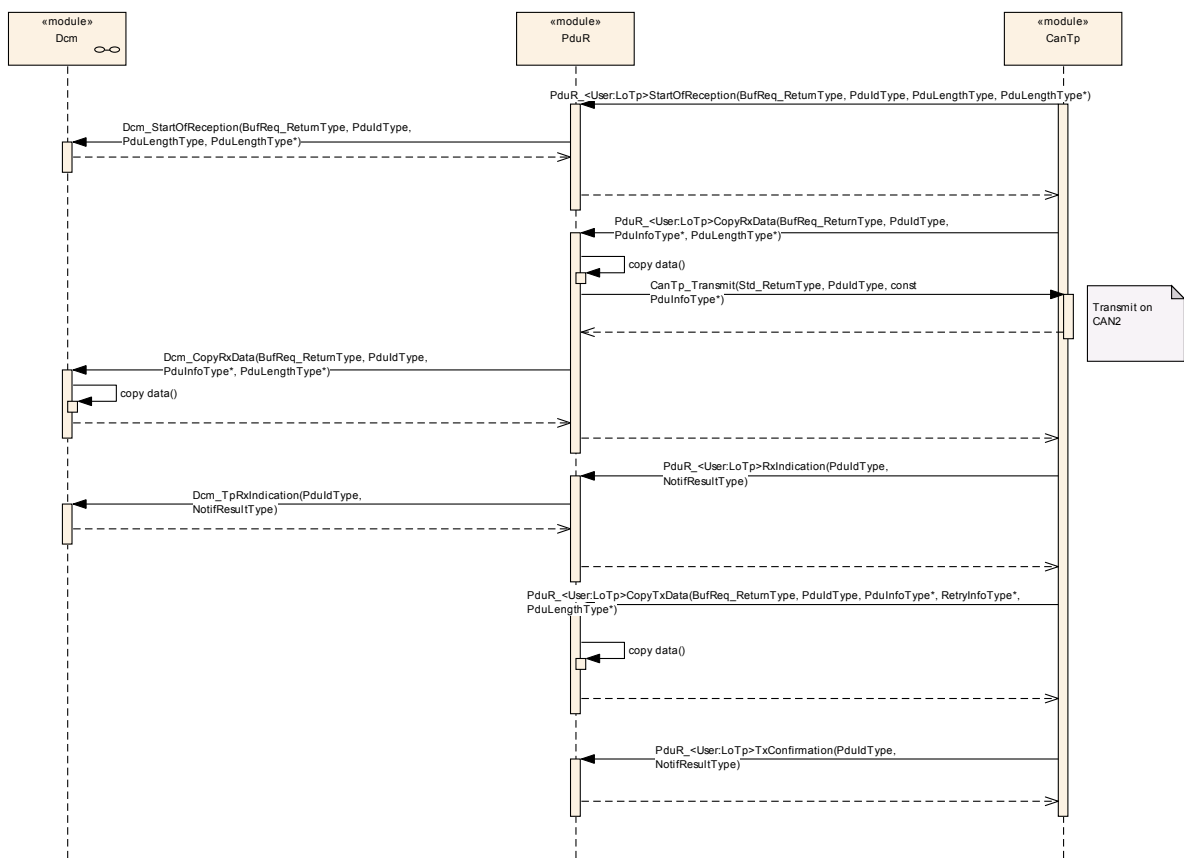 «module»
Dcm
«module»
PduR
«module»
CanTp
PduR_<User:LoTp>StartOfReception(BufReq_ReturnType, PduIdType, PduLengthType, PduLengthType*)
Dcm_StartOfReception(BufReq_ReturnType, PduIdType,
PduLengthType, PduLengthType*)
PduR_<User:LoTp>CopyRxData(BufReq_ReturnType, PduIdType,
PduInfoType*, PduLengthType*)
copy data()
CanTp_Transmit(Std_ReturnType, PduIdType, const
PduInfoType*)
Transmit on
CAN2
Dcm_CopyRxData(BufReq_ReturnType, PduIdType,
PduInfoType*, PduLengthType*)
copy data()
PduR_<User:LoTp>RxIndication(PduIdType,
NotifResultType)
Dcm_TpRxIndication(PduIdType,
NotifResultType)
PduR_<User:LoTp>CopyTxData(BufReq_ReturnType, PduIdType, PduInfoType*, RetryInfoType*,
PduLengthType*)
copy data()
PduR_<User:LoTp>TxConfirmation(PduIdType,
NotifResultType)